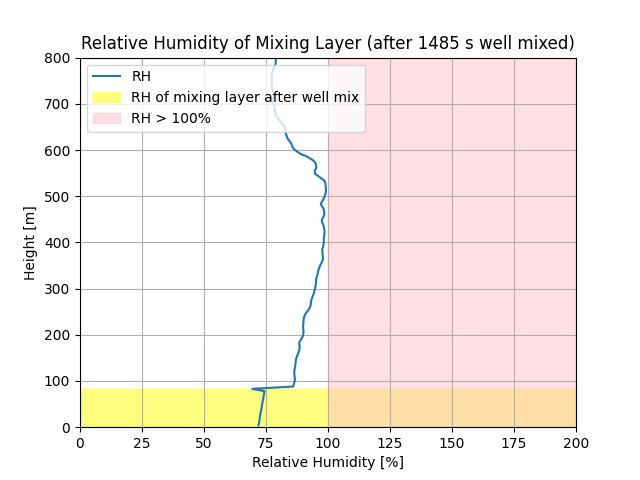 Relative Humidity of Mixing Layer (after 1485 s well mixed)
800
700
600
500
400
300
200
100
0
Height [m]
RH
RH of mixing layer after well mix
RH > 100%
0 25 50 75 100 125 150 175 200
Relative Humidity [%]